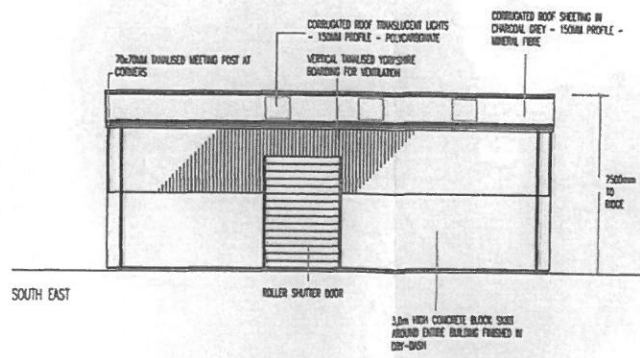 CORRUGATED ROOF TRANSLUCENT LIGHTS
- 150MM PROFILE - POLYCARBONATE
CORRUGATED ROOF SHEETING IN
CHARCOAL GREY - 150MM PROFILE -
MINERAL FIBRE
70x70MM TANALISED MEETING POST AT
CORNERS
VERTICAL TANALISED YORKSHIRE
BOARDING FOR VENTILATION
7500mm
TO
RIDGE
SOUTH EAST
ROLLER SHUTTER DOOR
3,0m HIGH CONCRETE BLOCK SKIRT
AROUND ENTIRE BUILDING FINISHED IN
DRY-DASH